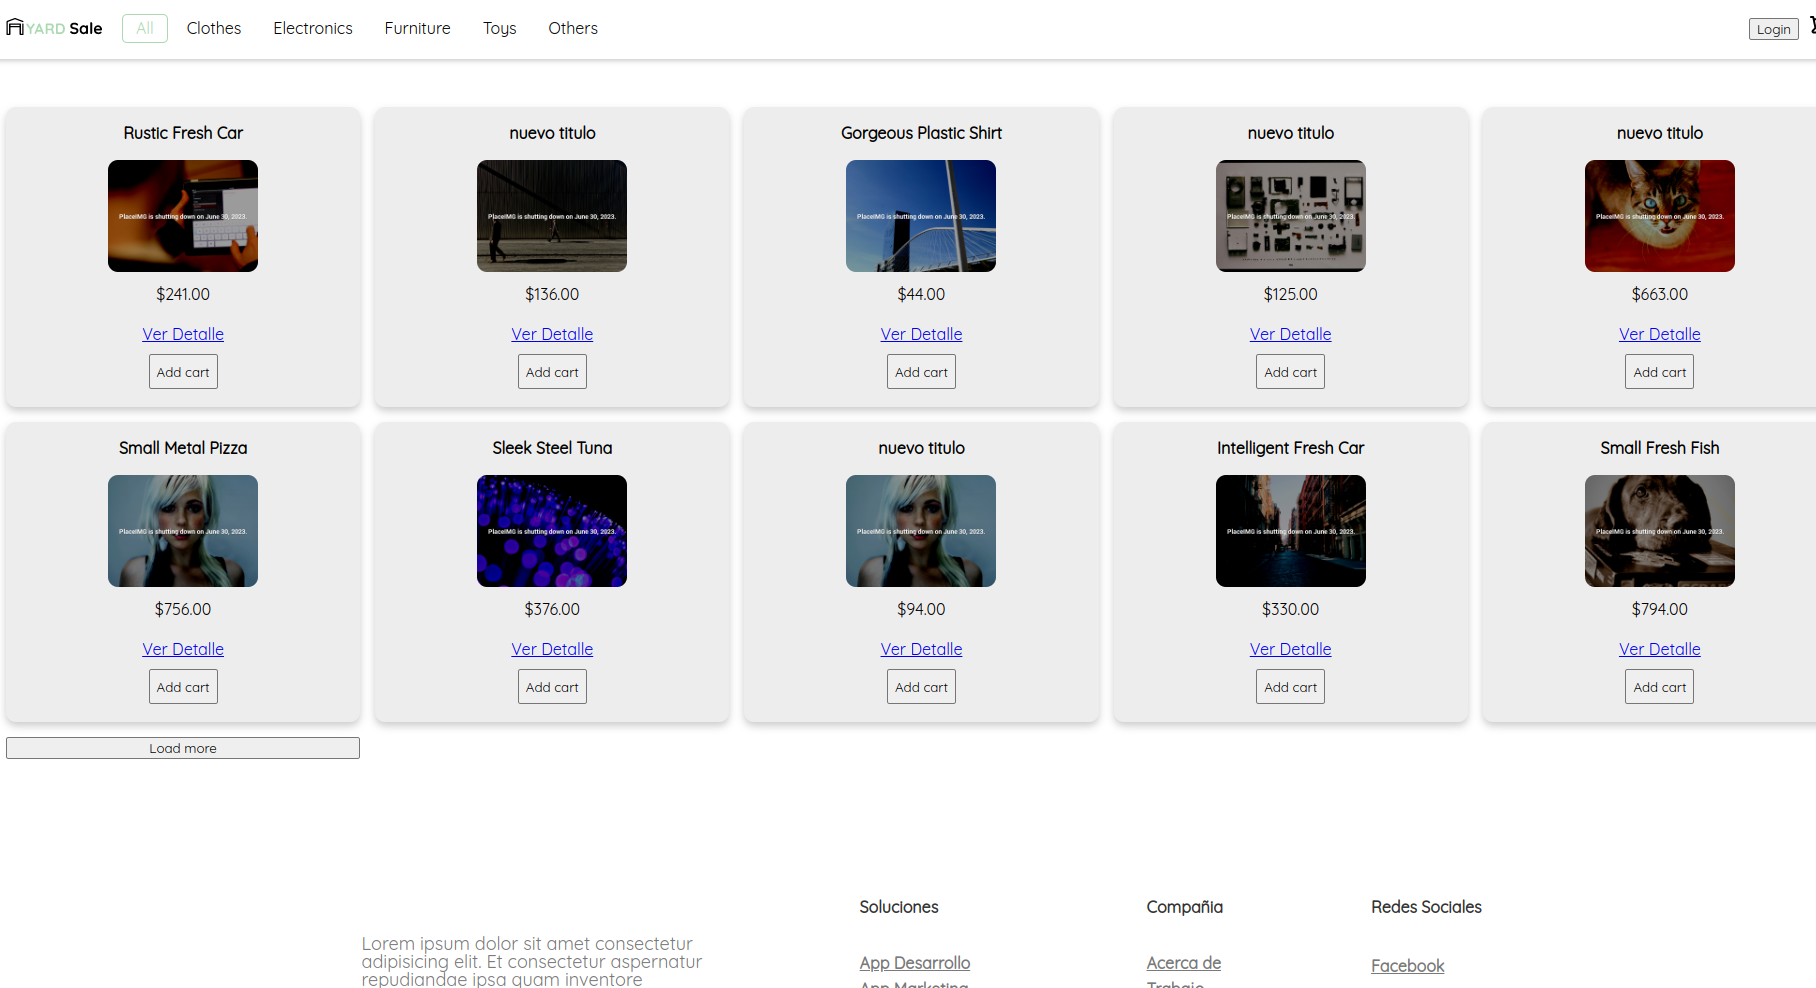 YARD Sale All Clothes Electronics Furniture Toys Others Login
Rustic Fresh Car nuevo titulo Gorgeous Plastic Shirt nuevo titulo nuevo titulo
PlaceIMG is shutting down on June 30, 2023. PlaceIMG is shutting down on June 30, 2023. PlaceIMG is shutting down on June 30, 2023. PlaceIMG is shutting down on June 30, 2023. PlaceIMG is shutting down on June 30, 2023.
$241.00 $136.00 $44.00 $125.00 $663.00
Ver Detalle Ver Detalle Ver Detalle Ver Detalle Ver Detalle
Add cart Add cart Add cart Add cart Add cart
Small Metal Pizza Sleek Steel Tuna nuevo titulo Intelligent Fresh Car Small Fresh Fish
PlaceIMG is shutting down on June 30, 2023. PlaceIMG is shutting down on June 30, 2023. PlaceIMG is shutting down on June 30, 2023. PlaceIMG is shutting down on June 30, 2023. PlaceIMG is shutting down on June 30, 2023.
$756.00 $376.00 $94.00 $330.00 $794.00
Ver Detalle Ver Detalle Ver Detalle Ver Detalle Ver Detalle
Add cart Add cart Add cart Add cart Add cart
Load more
Soluciones Compañia Redes Sociales
Lorem ipsum dolor sit amet consectetur
adipisicing elit. Et consectetur aspernatur
repudiandae ipsa quam inventore
App Desarrollo Acerca de Facebook
App Marketing Trabajo